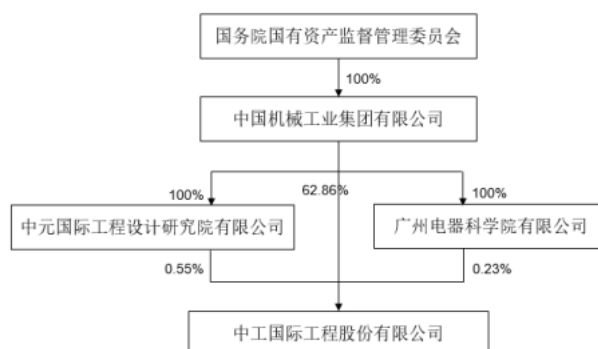 国务院国有资产监督管理委员会
100%
中国机械工业集团有限公司
100%
62.86%
100%
中元国际工程设计研究院有限公司
广州电器科学院有限公司
0.55%
0.23%
中工国际工程股份有限公司